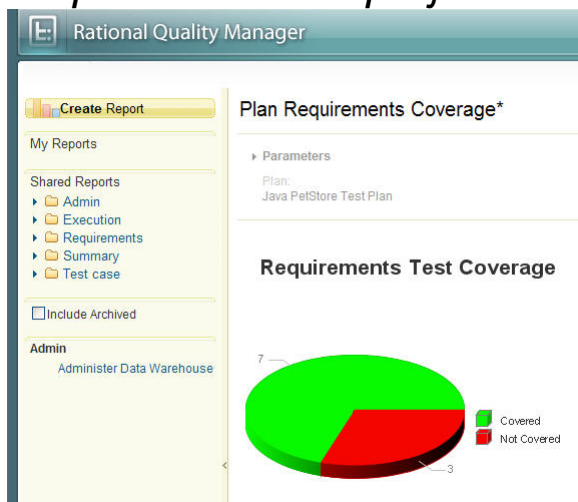 Rational Quality Manager
Create Report
My Reports
Shared Reports
Admin
Execution
Requirements
Summary
Test case
Include Archived
Admin
Administer Data Warehouse
Plan Requirements Coverage*
Parameters
Plan:
Java PetStore Test Plan
Requirements Test Coverage
7
Covered
Not Covered
3